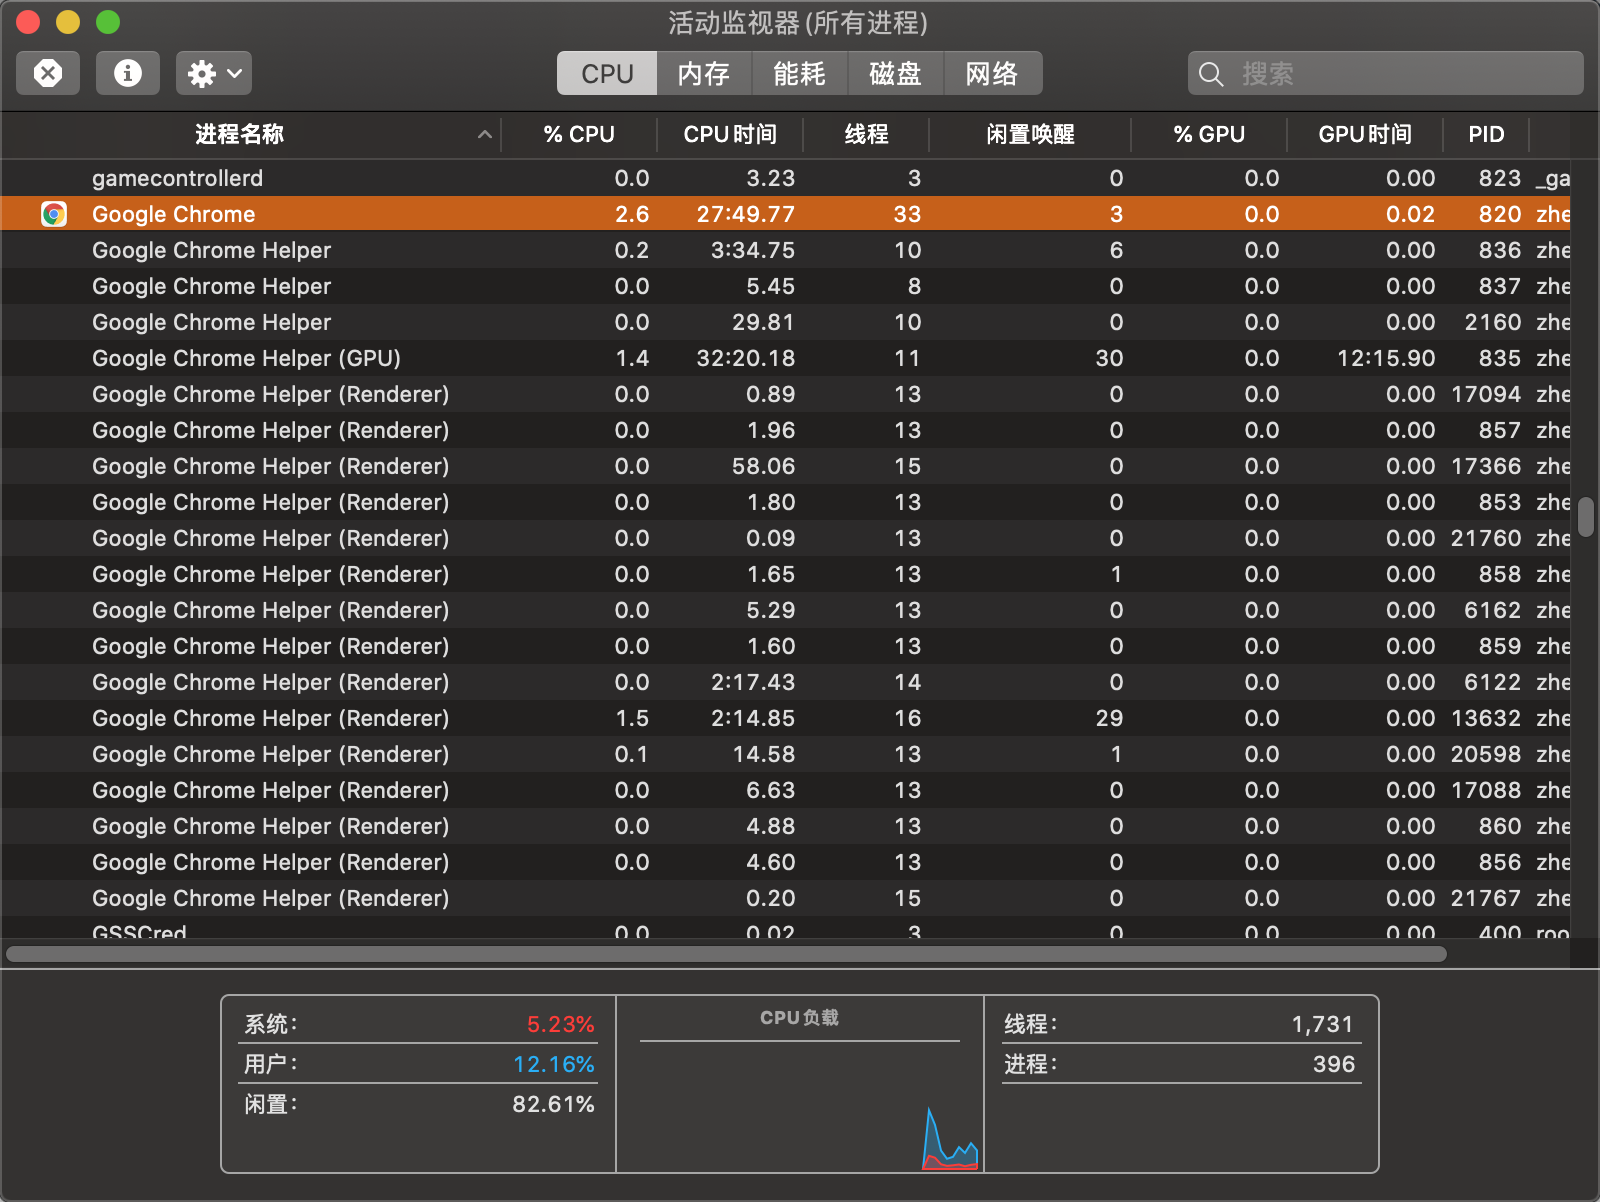 活动监视器 (所有进程)
CPU 内存 能耗 磁盘 网络 搜索
进程名称 % CPU CPU 时间 线程 闲置唤醒 % GPU GPU 时间 PID
gamecontrollerd 0.0 3.23 3 0 0.0 0.00 823 _ga
Google Chrome 2.6 27:49.77 33 3 0.0 0.02 820 zhe
Google Chrome Helper 0.2 3:34.75 10 6 0.0 0.00 836 zhe
Google Chrome Helper 0.0 5.45 8 0 0.0 0.00 837 zhe
Google Chrome Helper 0.0 29.81 10 0 0.0 0.00 2160 zhe
Google Chrome Helper (GPU) 1.4 32:20.18 11 30 0.0 12:15.90 835 zhe
Google Chrome Helper (Renderer) 0.0 0.89 13 0 0.0 0.00 17094 zhe
Google Chrome Helper (Renderer) 0.0 1.96 13 0 0.0 0.00 857 zhe
Google Chrome Helper (Renderer) 0.0 58.06 15 0 0.0 0.00 17366 zhe
Google Chrome Helper (Renderer) 0.0 1.80 13 0 0.0 0.00 853 zhe
Google Chrome Helper (Renderer) 0.0 0.09 13 0 0.0 0.00 21760 zhe
Google Chrome Helper (Renderer) 0.0 1.65 13 1 0.0 0.00 858 zhe
Google Chrome Helper (Renderer) 0.0 5.29 13 0 0.0 0.00 6162 zhe
Google Chrome Helper (Renderer) 0.0 1.60 13 0 0.0 0.00 859 zhe
Google Chrome Helper (Renderer) 0.0 2:17.43 14 0 0.0 0.00 6122 zhe
Google Chrome Helper (Renderer) 1.5 2:14.85 16 29 0.0 0.00 13632 zhe
Google Chrome Helper (Renderer) 0.1 14.58 13 1 0.0 0.00 20598 zhe
Google Chrome Helper (Renderer) 0.0 6.63 13 0 0.0 0.00 17088 zhe
Google Chrome Helper (Renderer) 0.0 4.88 13 0 0.0 0.00 860 zhe
Google Chrome Helper (Renderer) 0.0 4.60 13 0 0.0 0.00 856 zhe
Google Chrome Helper (Renderer) 0.20 15 0 0.0 0.00 21767 zhe
GSSCred 0.0 0.02 3 0 0.0 0.00 400 roo
系统： 5.23%
用户： 12.16%
闲置： 82.61%
CPU 负载
线程： 1,731
进程： 396